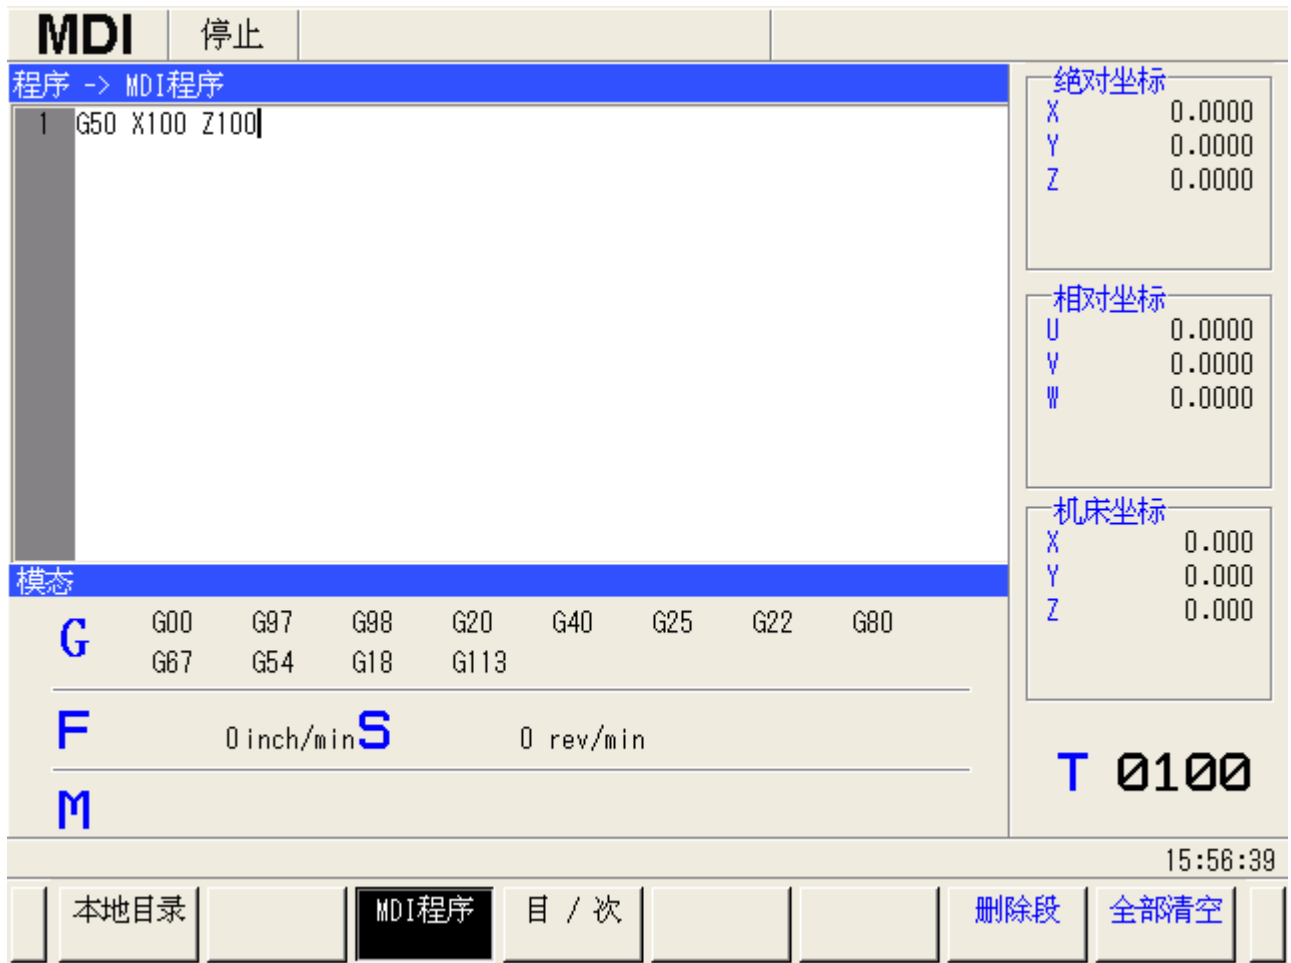 MDI 停止
程序 -> MDI程序
1 G50 X100 Z100
绝对坐标
X 0.0000
Y 0.0000
Z 0.0000
相对坐标
U 0.0000
V 0.0000
W 0.0000
机床坐标
X 0.000
Y 0.000
Z 0.000
模态
G G00 G97 G98 G20 G40 G25 G22 G80
G67 G54 G18 G113
F 0 inch/min S 0 rev/min
M
T 0100
15:56:39
本地目录 MDI程序 目 / 次 删除段 全部清空